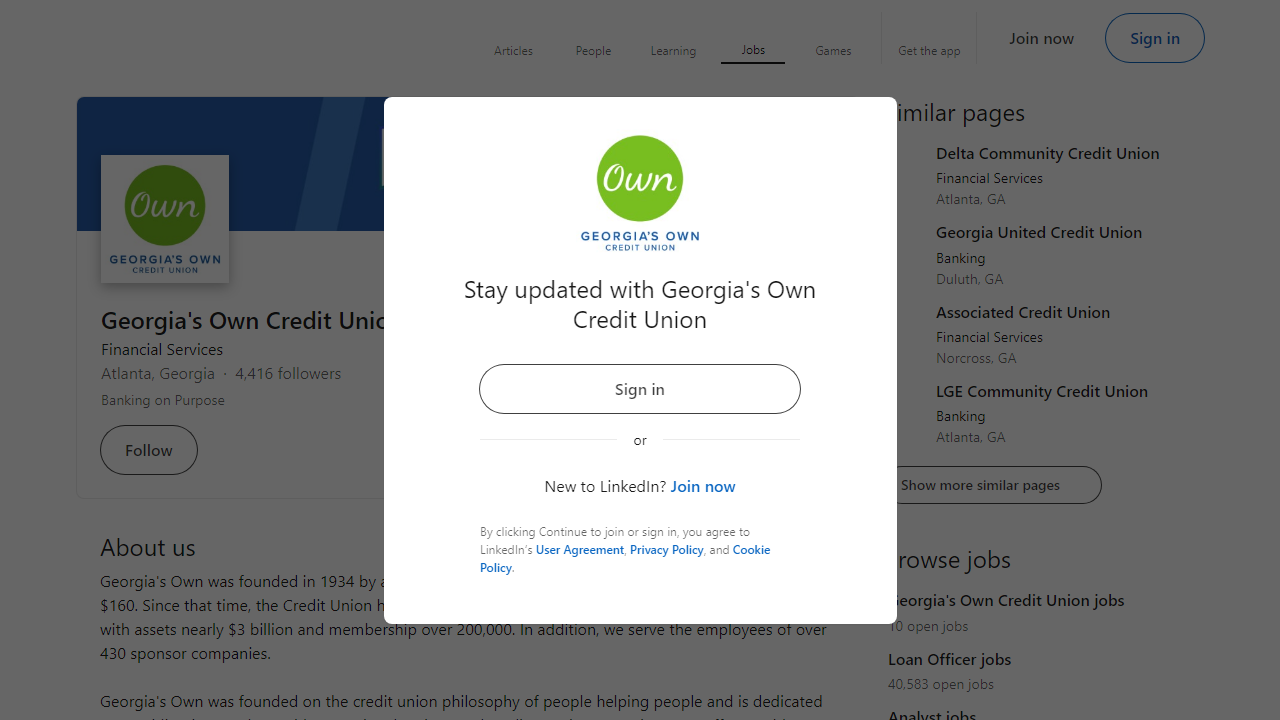 Articles
People
Learning
Jobs
Games
Get the app
Join now
Sign in
Own
GEORGIA'S OWN
CREDIT UNION
Georgia's Own Credit Unio
Financial Services
Atlanta, Georgia · 4,416 followers
Banking on Purpose
Follow
About us
Georgia's Own was founded in 1934 by
$160. Since that time, the Credit Union
with assets nearly $3 billion and membership over 200,000. In addition, we serve the employees of over
430 sponsor companies.
Georgia's Own was founded on the credit union philosophy of people helping people and is dedicated
Own
GEORGIA'S OWN
CREDIT UNION
Stay updated with Georgia's Own
Credit Union
Sign in
or
New to LinkedIn? Join now
By clicking Continue to join or sign in, you agree to
LinkedIn's User Agreement, Privacy Policy, and Cookie
Policy.
imilar pages
Delta Community Credit Union
Financial Services
Atlanta, GA
Georgia United Credit Union
Banking
Duluth, GA
Associated Credit Union
Financial Services
Norcross, GA
LGE Community Credit Union
Banking
Atlanta, GA
Show more similar pages
rowse jobs
Georgia's Own Credit Union jobs
10 open jobs
Loan Officer jobs
40,583 open jobs
Analyst jobs